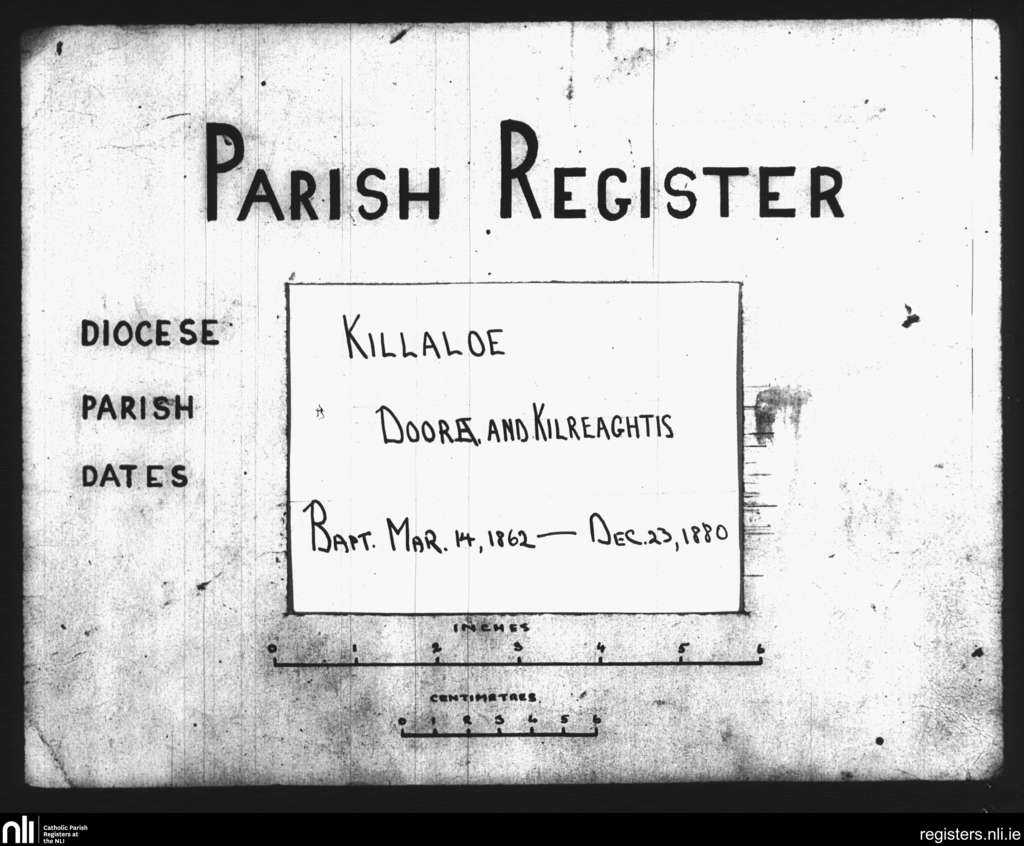 PARISH REGISTER
DIOCESE KILLALOE
PARISH DOORA AND KILREAGHTIS
DATES BAPT. MAR. 14, 1862 — DEC. 23, 1880
INCHES
0 1 2 3 4 5 6
CENTIMETRES
0 1 2 3 4 5 6
nli Catholic Parish
Registers at
the NLI
registers.nli.ie